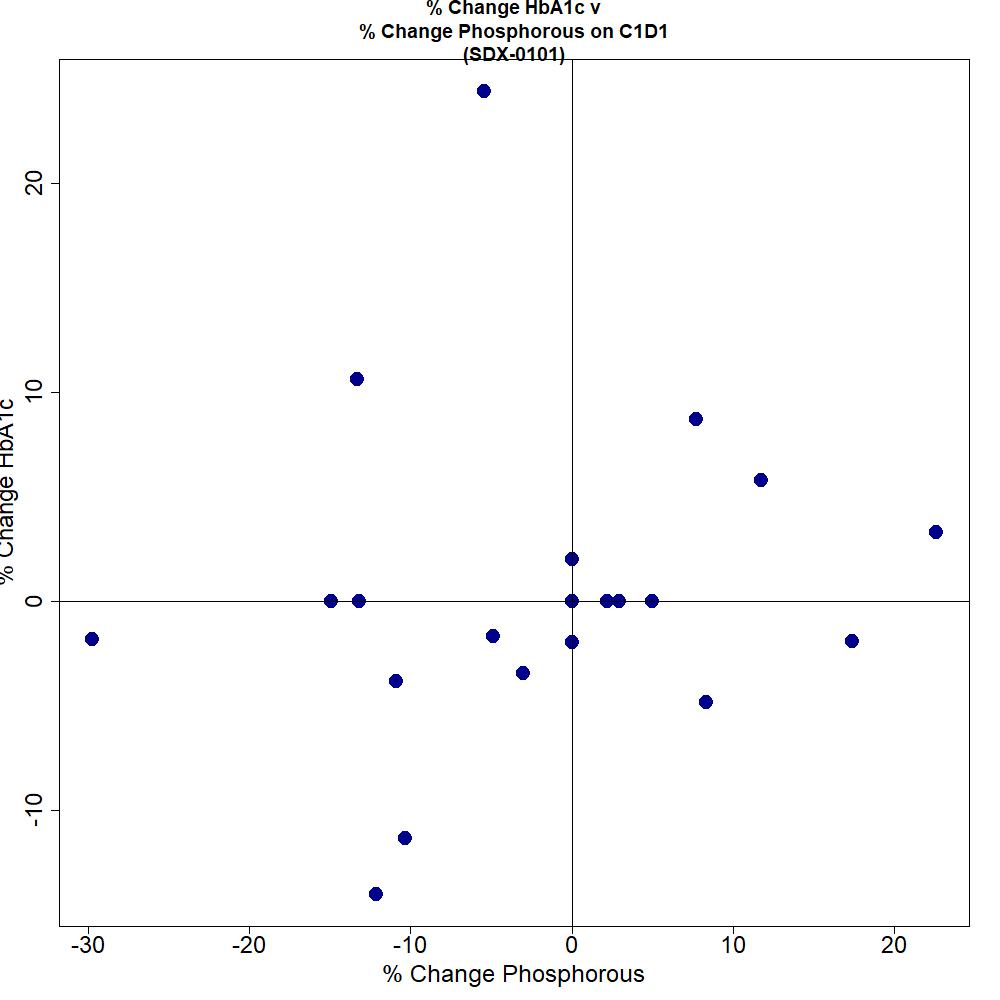 % Change HbA1c v
% Change Phosphorous on C1D1
(SDX-0101)
20
10
0
-10
% Change HbA1c
-30
-20
-10
0
10
20
% Change Phosphorous